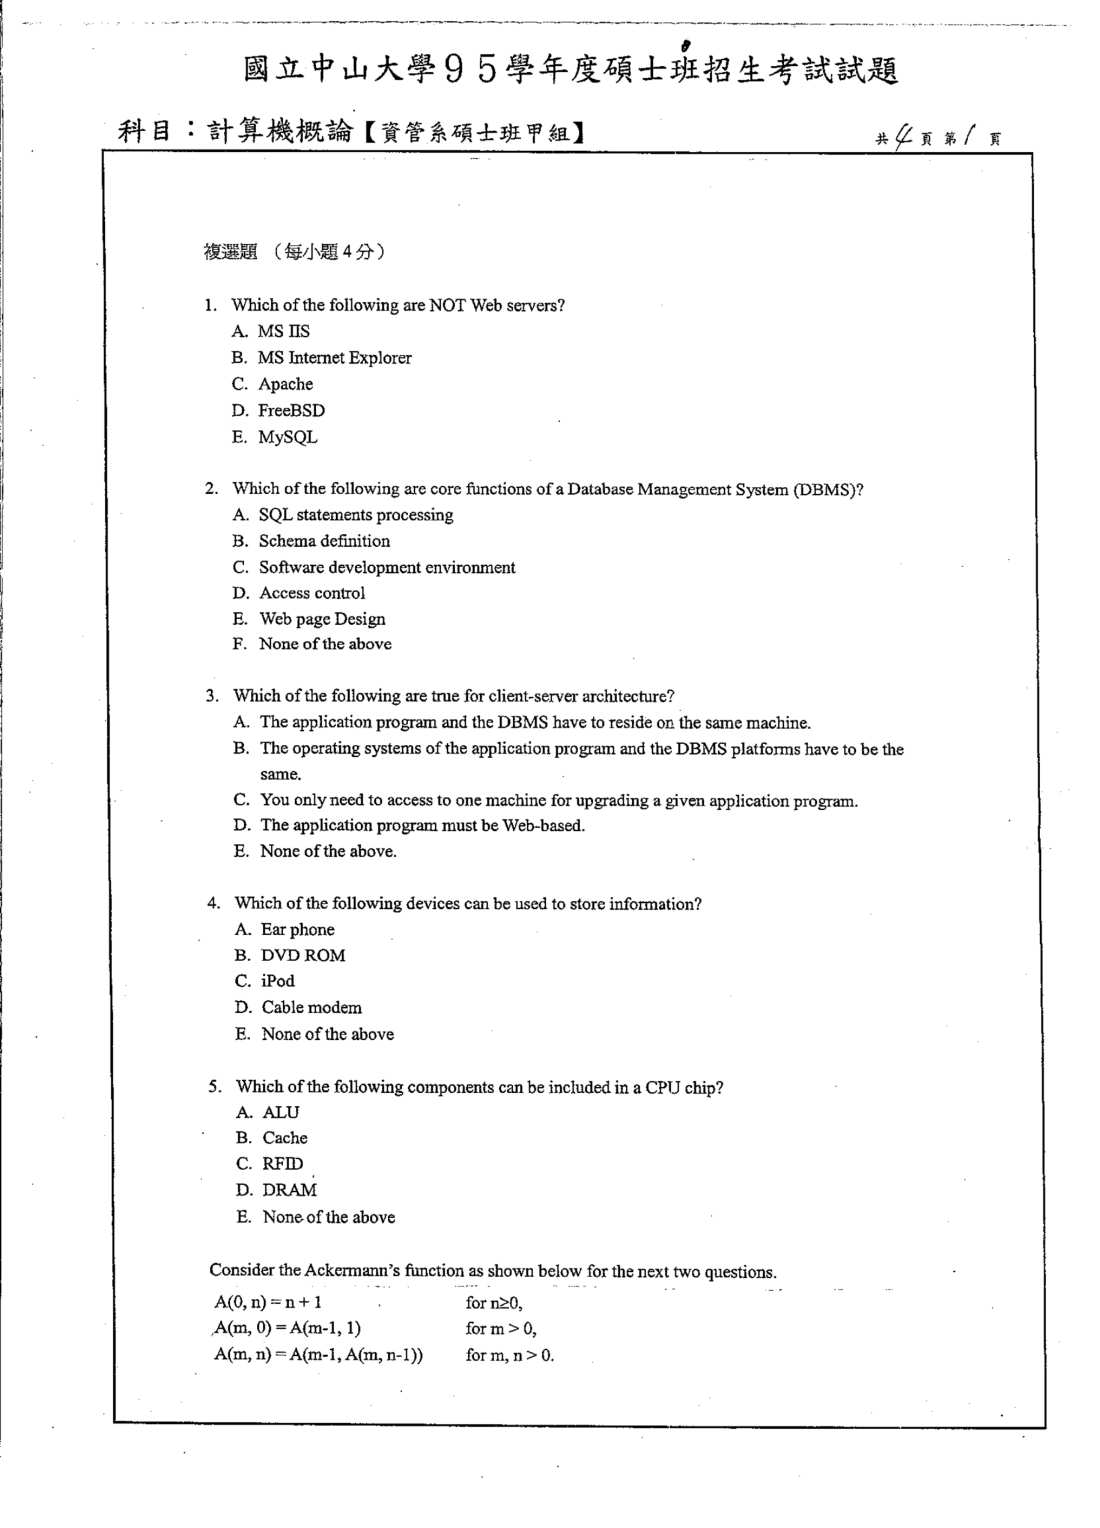 國立中山大學95學年度碩士班招生考試試題
科目：計算機概論【資管系碩士班甲組】
共4頁 第1頁
複選題 （每小題4分）
1. Which of the following are NOT Web servers?
A. MS IIS
B. MS Internet Explorer
C. Apache
D. FreeBSD
E. MySQL
2. Which of the following are core functions of a Database Management System (DBMS)?
A. SQL statements processing
B. Schema definition
C. Software development environment
D. Access control
E. Web page Design
F. None of the above
3. Which of the following are true for client-server architecture?
A. The application program and the DBMS have to reside on the same machine.
B. The operating systems of the application program and the DBMS platforms have to be the
same.
C. You only need to access to one machine for upgrading a given application program.
D. The application program must be Web-based.
E. None of the above.
4. Which of the following devices can be used to store information?
A. Ear phone
B. DVD ROM
C. iPod
D. Cable modem
E. None of the above
5. Which of the following components can be included in a CPU chip?
A. ALU
B. Cache
C. RFID
D. DRAM
E. None of the above
Consider the Ackermann's function as shown below for the next two questions.
A(0, n) = n + 1 for n≥0,
A(m, 0) = A(m-1, 1) for m > 0,
A(m, n) = A(m-1, A(m, n-1)) for m, n > 0.